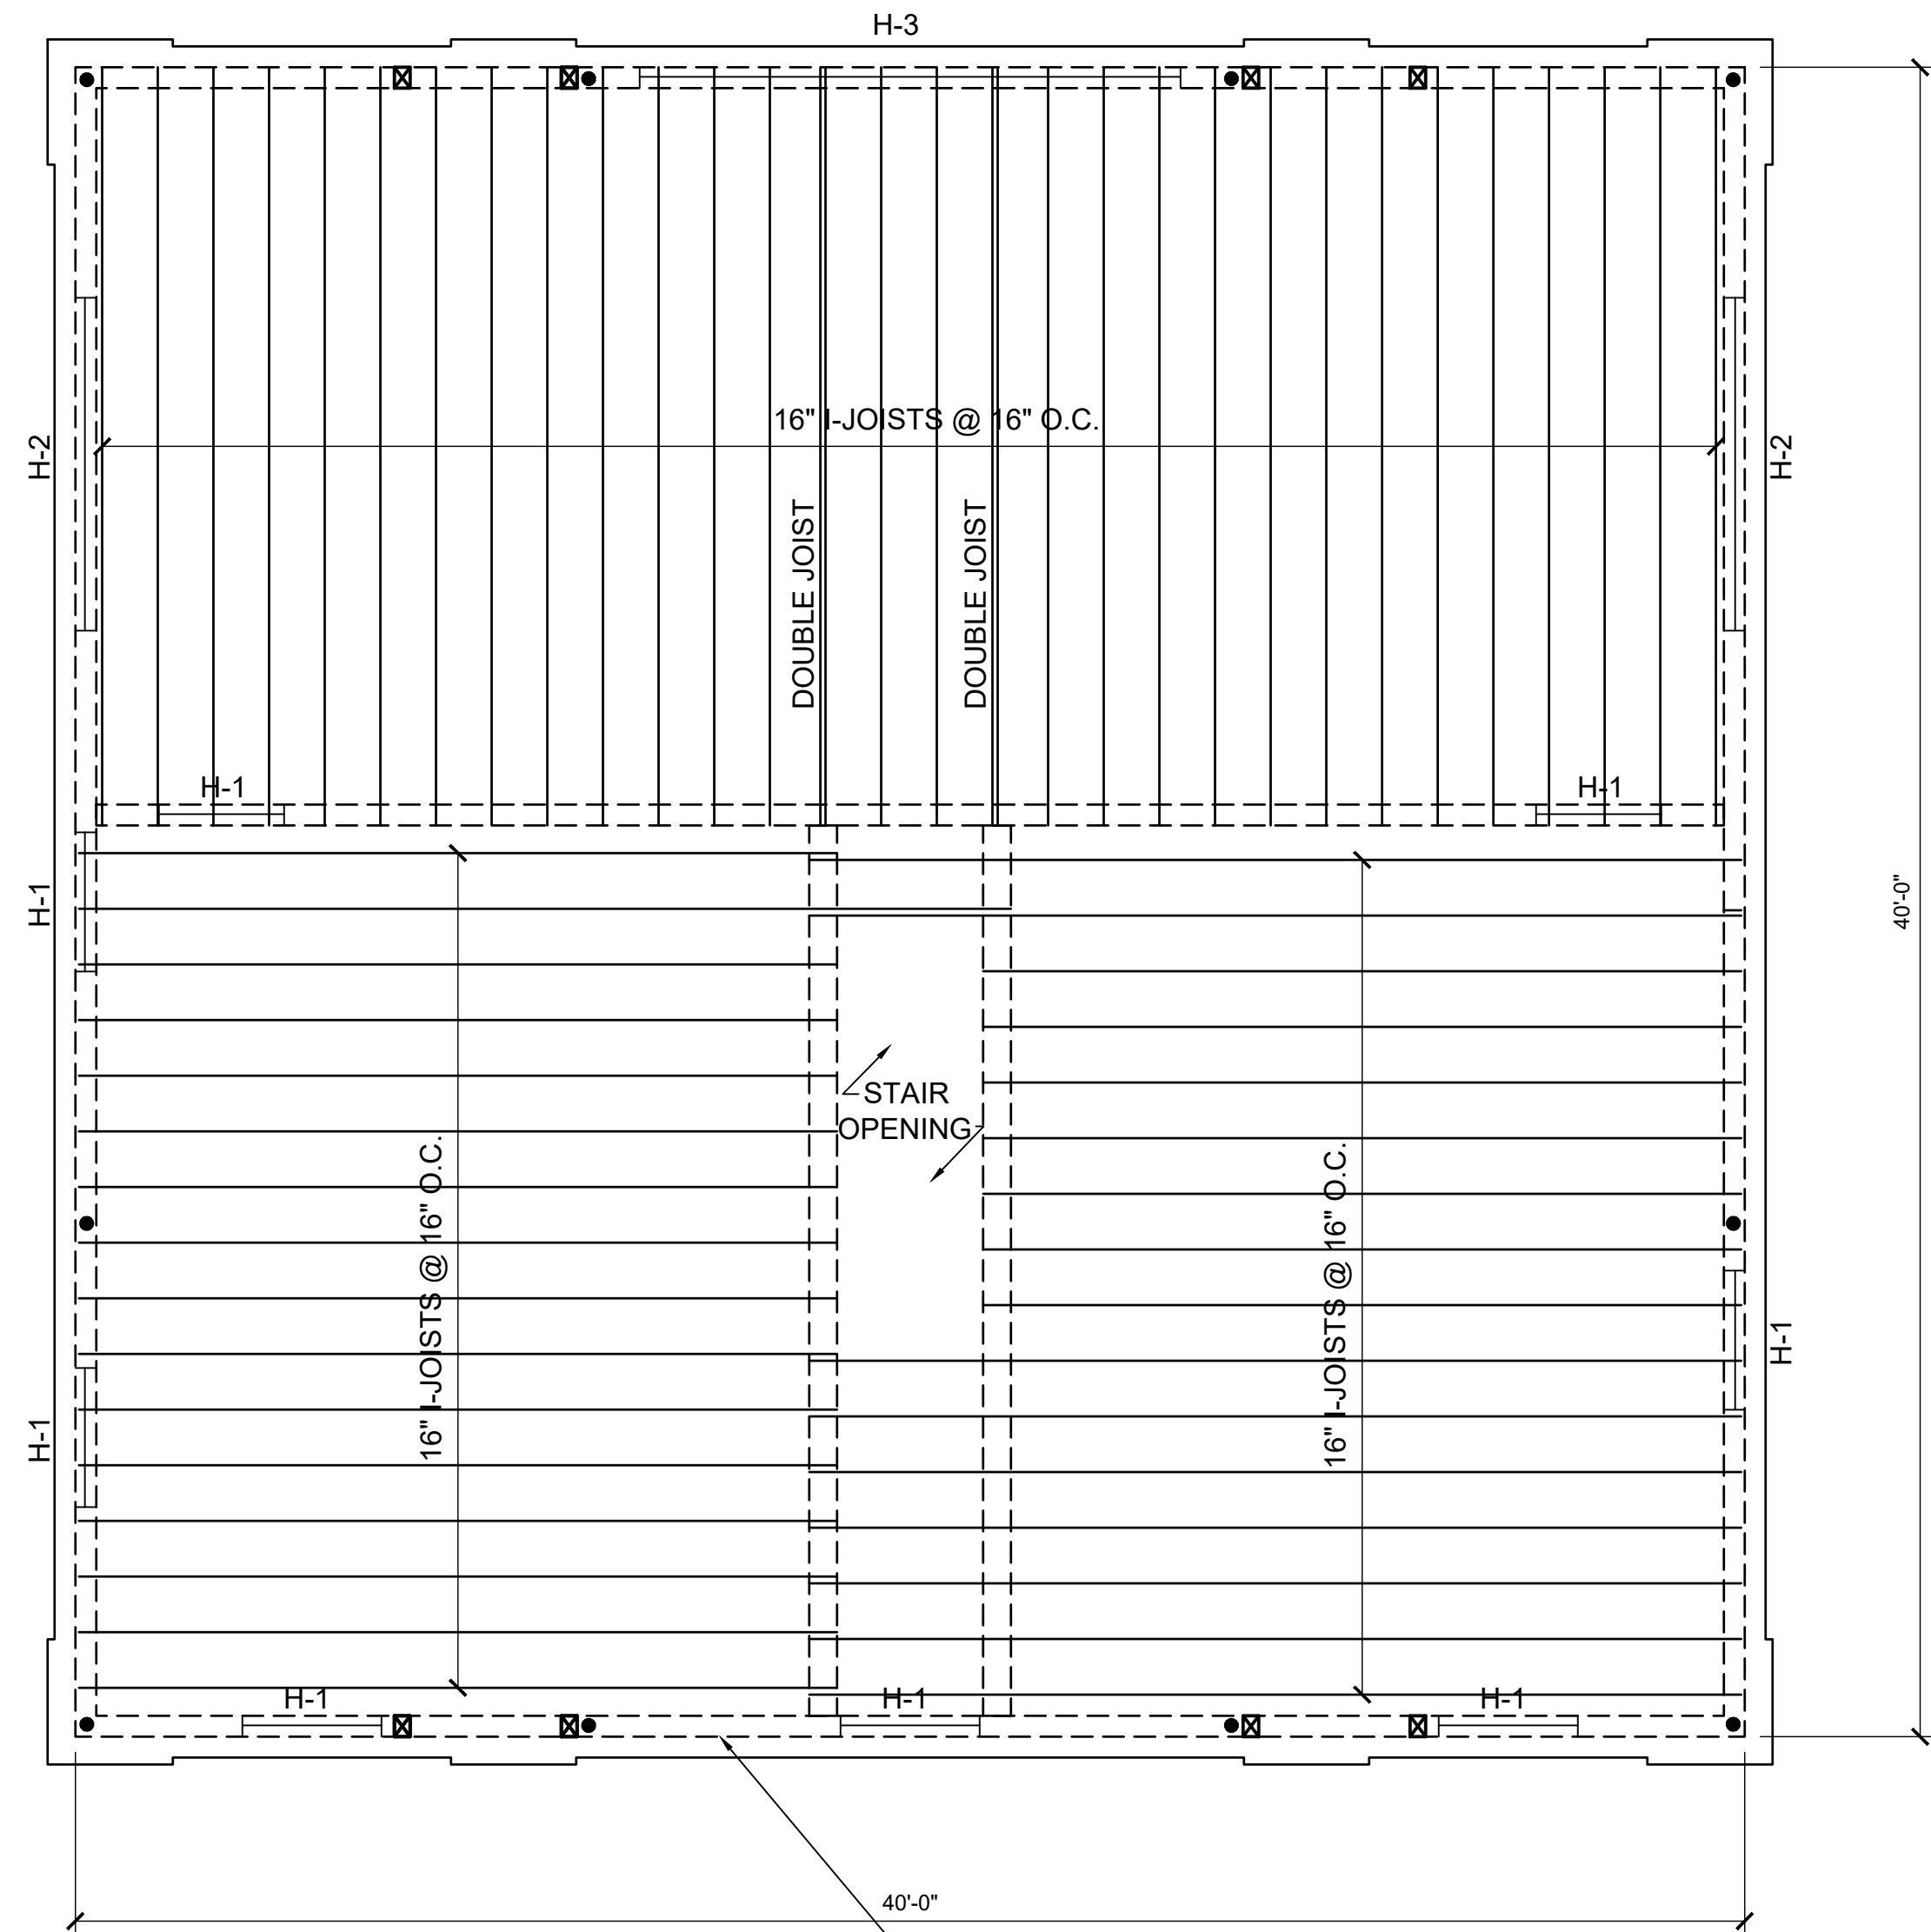 H-3
16" I-JOISTS @ 16" O.C.
H-2
H-2
DOUBLE JOIST
DOUBLE JOIST
H-1
H-1
H-1
40'-0"
STAIR
OPENING
16" I-JOISTS @ 16" O.C.
16" I-JOISTS @ 16" O.C.
H-1
H-1
H-1
H-1
H-1
40'-0"